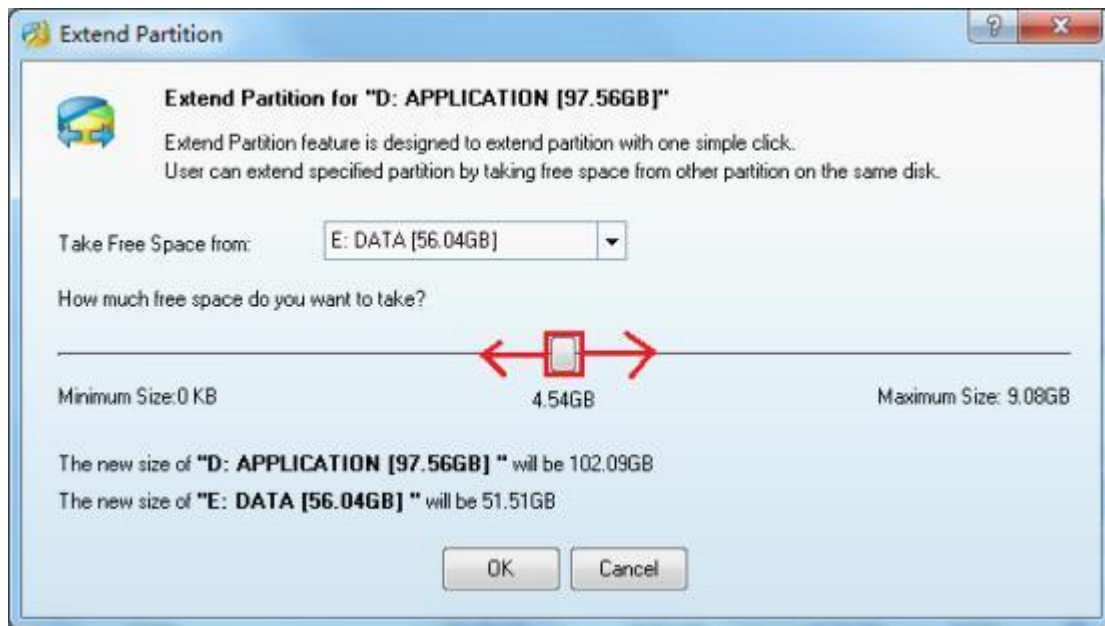 Extend Partition
Extend Partition for "D: APPLICATION [97.56GB]"
Extend Partition feature is designed to extend partition with one simple click.
User can extend specified partition by taking free space from other partition on the same disk.
Take Free Space from: E: DATA [56.04GB]
How much free space do you want to take?
Minimum Size:0 KB 4.54GB Maximum Size: 9.08GB
The new size of "D: APPLICATION [97.56GB] " will be 102.09GB
The new size of "E: DATA [56.04GB] " will be 51.51GB
OK Cancel